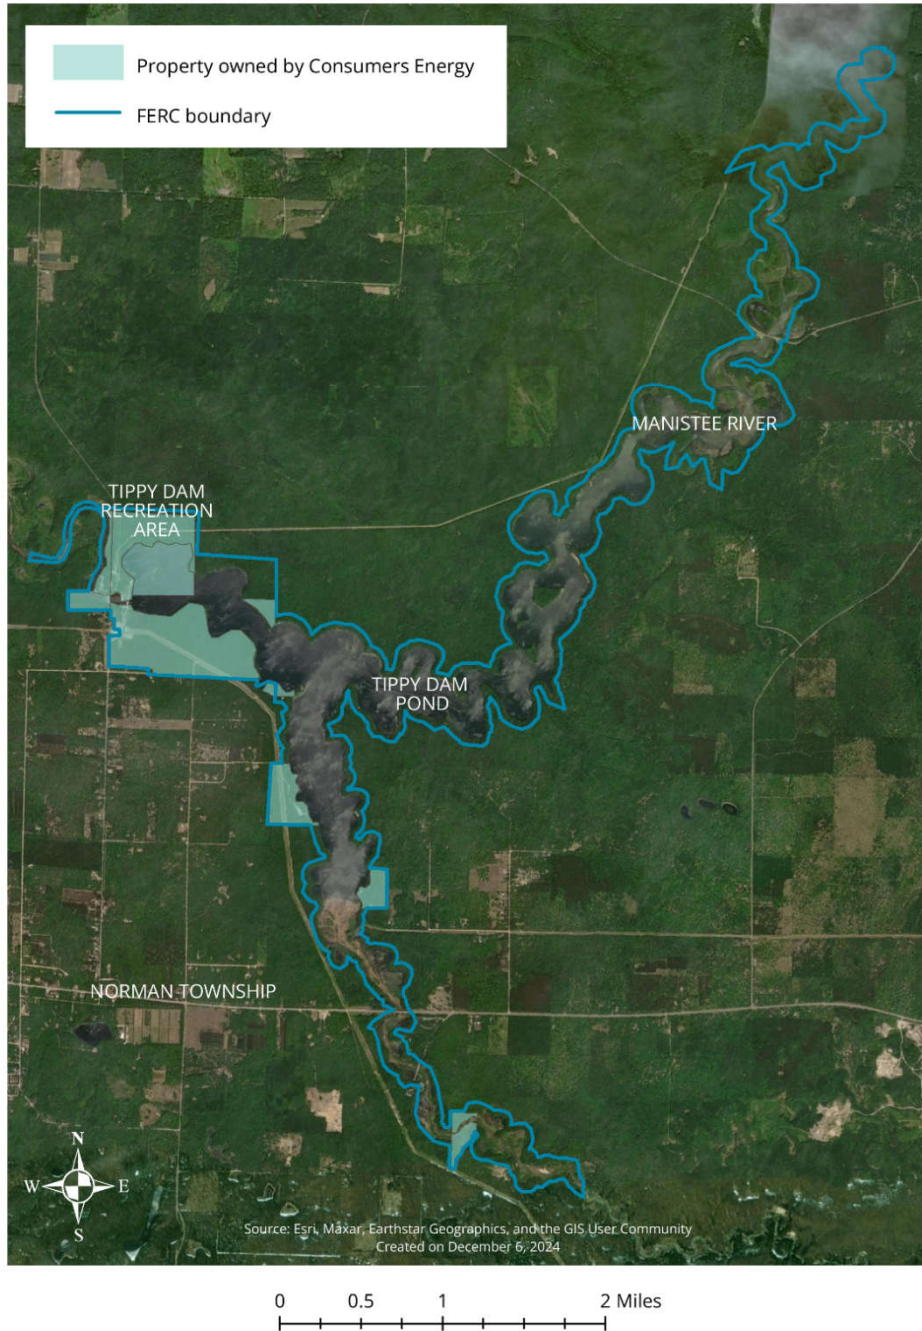 Property owned by Consumers Energy
FERC boundary
MANISTEE RIVER
TIPPY DAM
RECREATION
AREA
TIPPY DAM
POND
NORMAN TOWNSHIP
N
W E
S
Source: Esri, Maxar, Earthstar Geographics, and the GIS User Community
Created on December 6, 2024
0 0.5 1 2 Miles